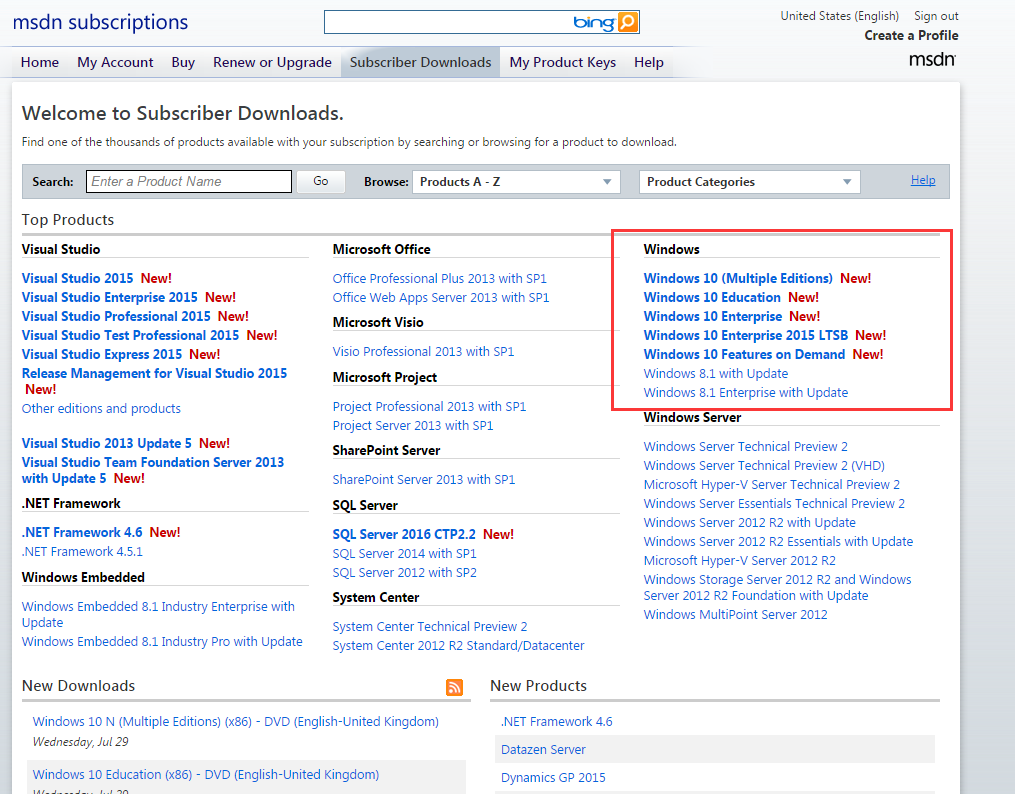 msdn subscriptions
bing
United States (English) Sign out
Create a Profile
msdn
Home My Account Buy Renew or Upgrade Subscriber Downloads My Product Keys Help
Welcome to Subscriber Downloads.
Find one of the thousands of products available with your subscription by searching or browsing for a product to download.
Search: Enter a Product Name Go Browse: Products A - Z Product Categories Help
Top Products
Visual Studio
Visual Studio 2015 New!
Visual Studio Enterprise 2015 New!
Visual Studio Professional 2015 New!
Visual Studio Test Professional 2015 New!
Visual Studio Express 2015 New!
Release Management for Visual Studio 2015
New!
Other editions and products
Visual Studio 2013 Update 5 New!
Visual Studio Team Foundation Server 2013
with Update 5 New!
.NET Framework
.NET Framework 4.6 New!
.NET Framework 4.5.1
Windows Embedded
Windows Embedded 8.1 Industry Enterprise with
Update
Windows Embedded 8.1 Industry Pro with Update
Microsoft Office
Office Professional Plus 2013 with SP1
Office Web Apps Server 2013 with SP1
Microsoft Visio
Visio Professional 2013 with SP1
Microsoft Project
Project Professional 2013 with SP1
Project Server 2013 with SP1
SharePoint Server
SharePoint Server 2013 with SP1
SQL Server
SQL Server 2016 CTP2.2 New!
SQL Server 2014 with SP1
SQL Server 2012 with SP2
System Center
System Center Technical Preview 2
System Center 2012 R2 Standard/Datacenter
Windows
Windows 10 (Multiple Editions) New!
Windows 10 Education New!
Windows 10 Enterprise New!
Windows 10 Enterprise 2015 LTSB New!
Windows 10 Features on Demand New!
Windows 8.1 with Update
Windows 8.1 Enterprise with Update
Windows Server
Windows Server Technical Preview 2
Windows Server Technical Preview 2 (VHD)
Microsoft Hyper-V Server Technical Preview 2
Windows Server Essentials Technical Preview 2
Windows Server 2012 R2 with Update
Windows Server 2012 R2 Essentials with Update
Microsoft Hyper-V Server 2012 R2
Windows Storage Server 2012 R2 and Windows
Server 2012 R2 Foundation with Update
Windows MultiPoint Server 2012
New Downloads
Windows 10 N (Multiple Editions) (x86) - DVD (English-United Kingdom)
Wednesday, Jul 29
Windows 10 Education (x86) - DVD (English-United Kingdom)
Wednesday, Jul 29
New Products
.NET Framework 4.6
Datazen Server
Dynamics GP 2015